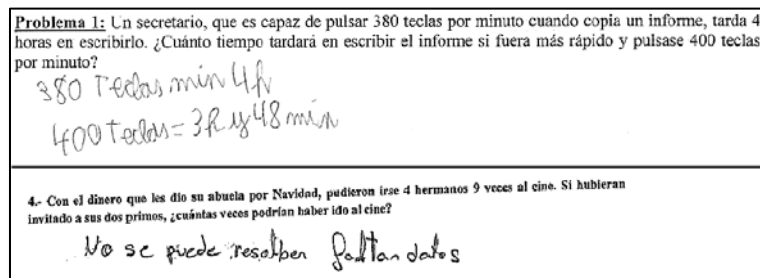 Problema 1: Un secretario, que es capaz de pulsar 380 teclas por minuto cuando copia un informe, tarda 4
horas en escribirlo. ¿Cuánto tiempo tardará en escribir el informe si fuera más rápido y pulsase 400 teclas
por minuto?
380 Teclas min 4h
400 Teclas = 3h y 48 min
4.- Con el dinero que les dio su abuela por Navidad, pudieron irse 4 hermanos 9 veces al cine. Si hubieran
invitado a sus dos primos, ¿cuántas veces podrían haber ido al cine?
No se puede resolber faltan datos